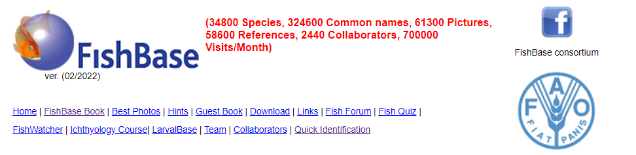 FishBase
ver. (02/2022)
(34800 Species, 324600 Common names, 61300 Pictures,
58600 References, 2440 Collaborators, 700000
Visits/Month)
f
FishBase consortium
F A O
FIAT PANIS
Home | FishBase Book | Best Photos | Hints | Guest Book | Download | Links | Fish Forum | Fish Quiz |
FishWatcher | Ichthyology Course| LarvalBase | Team | Collaborators | Quick Identification